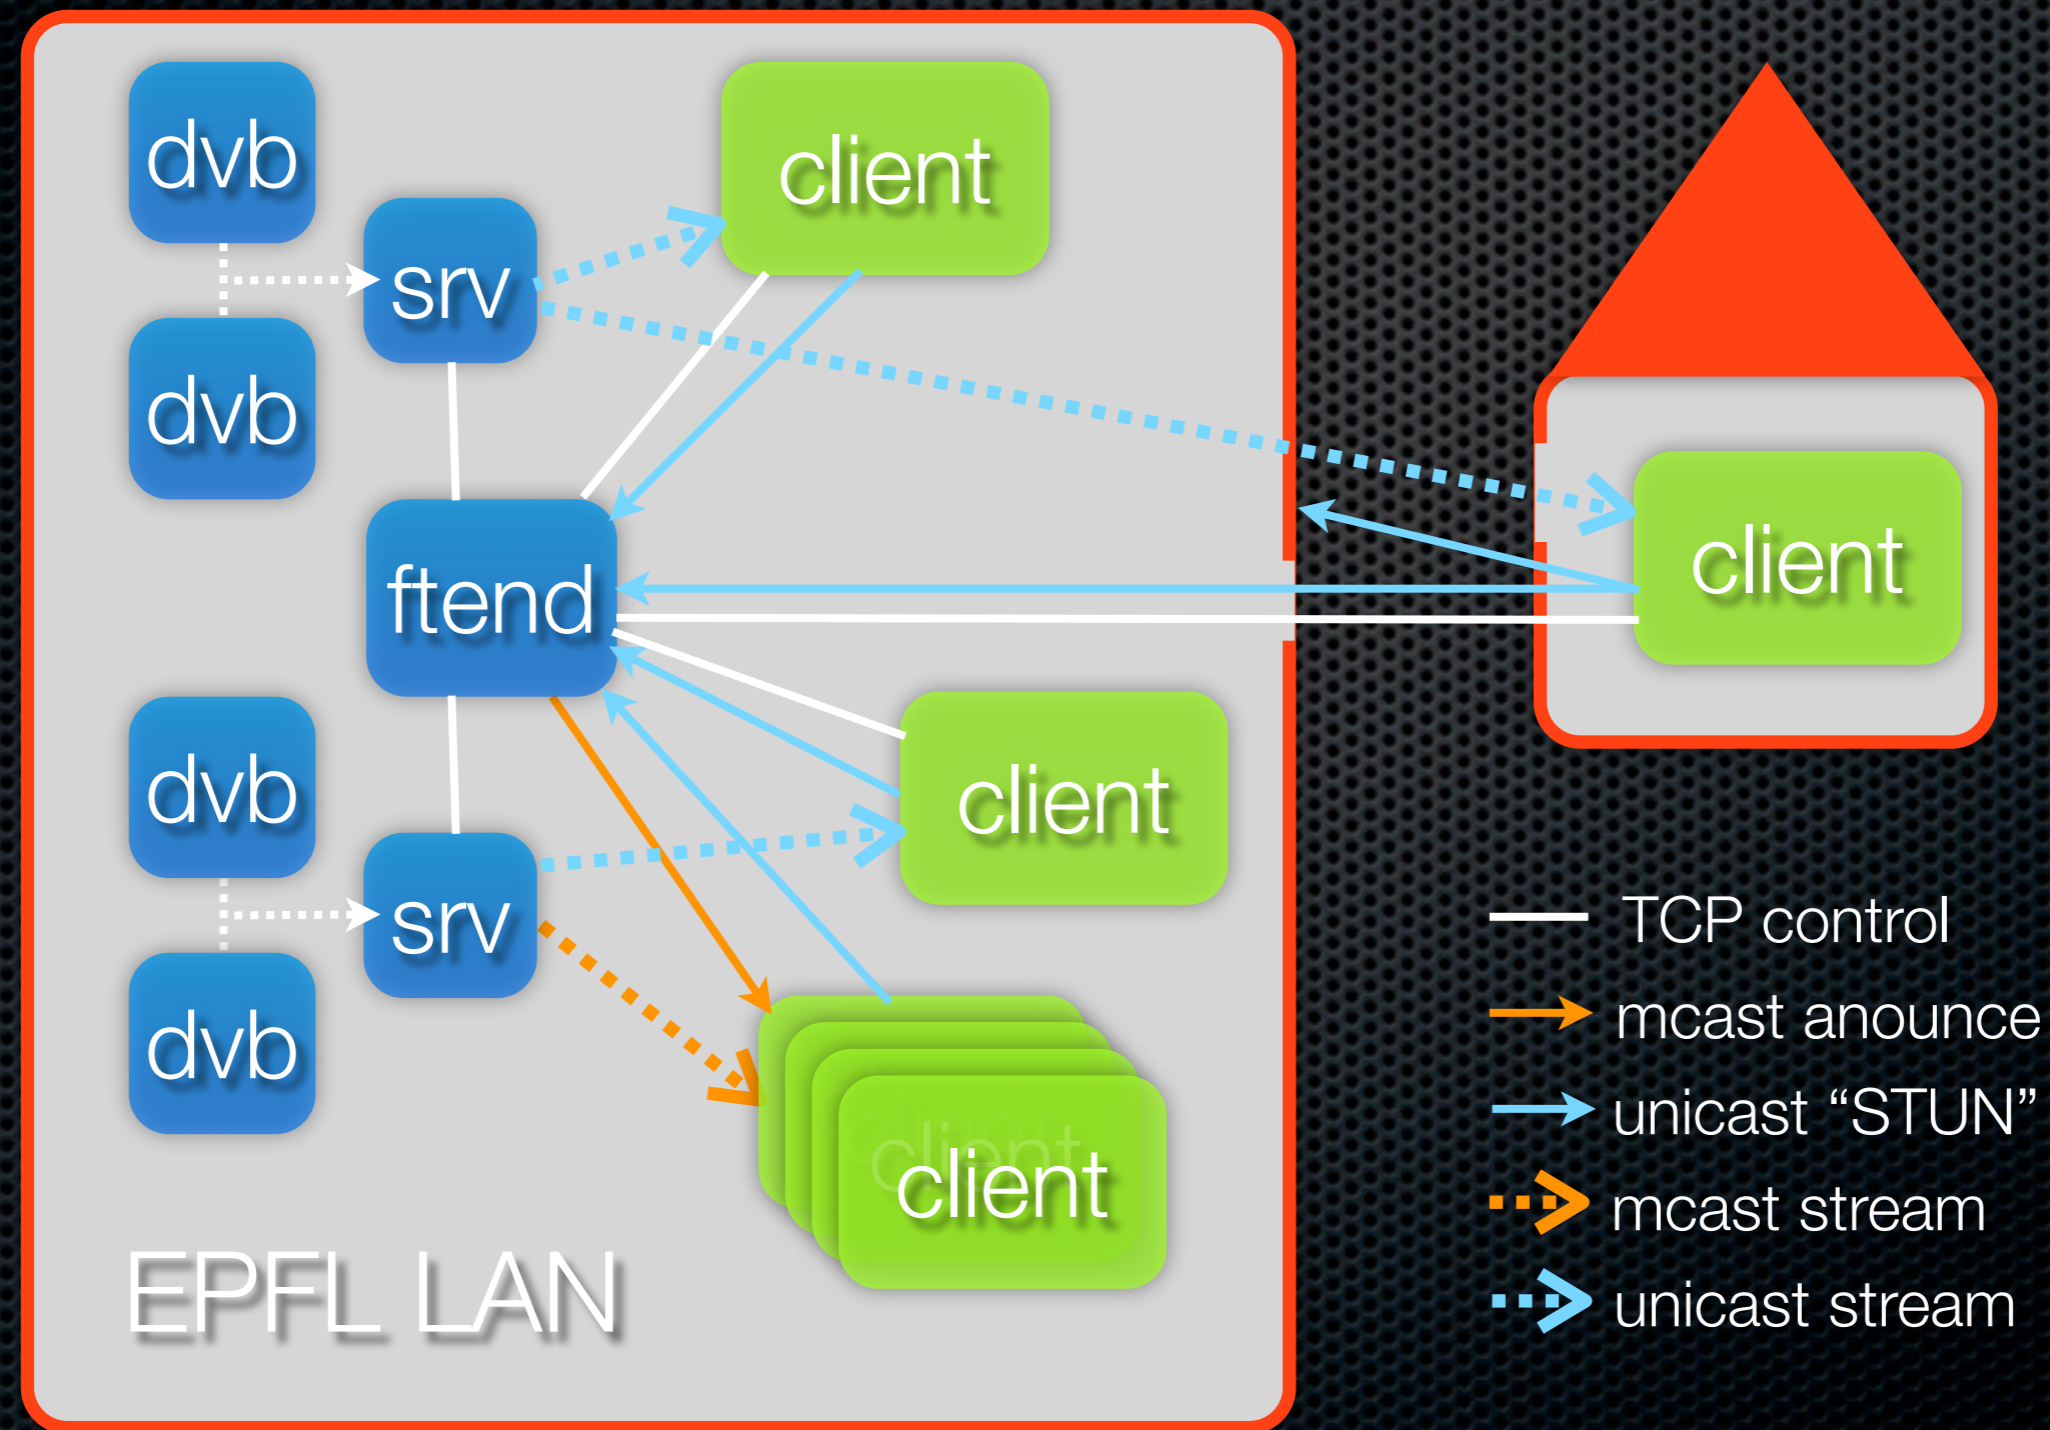 dvb
client
srv
dvb
client
ftend
dvb
client
srv
dvb
client
EPFL LAN
TCP control
mcast anounce
unicast “STUN”
mcast stream
unicast stream